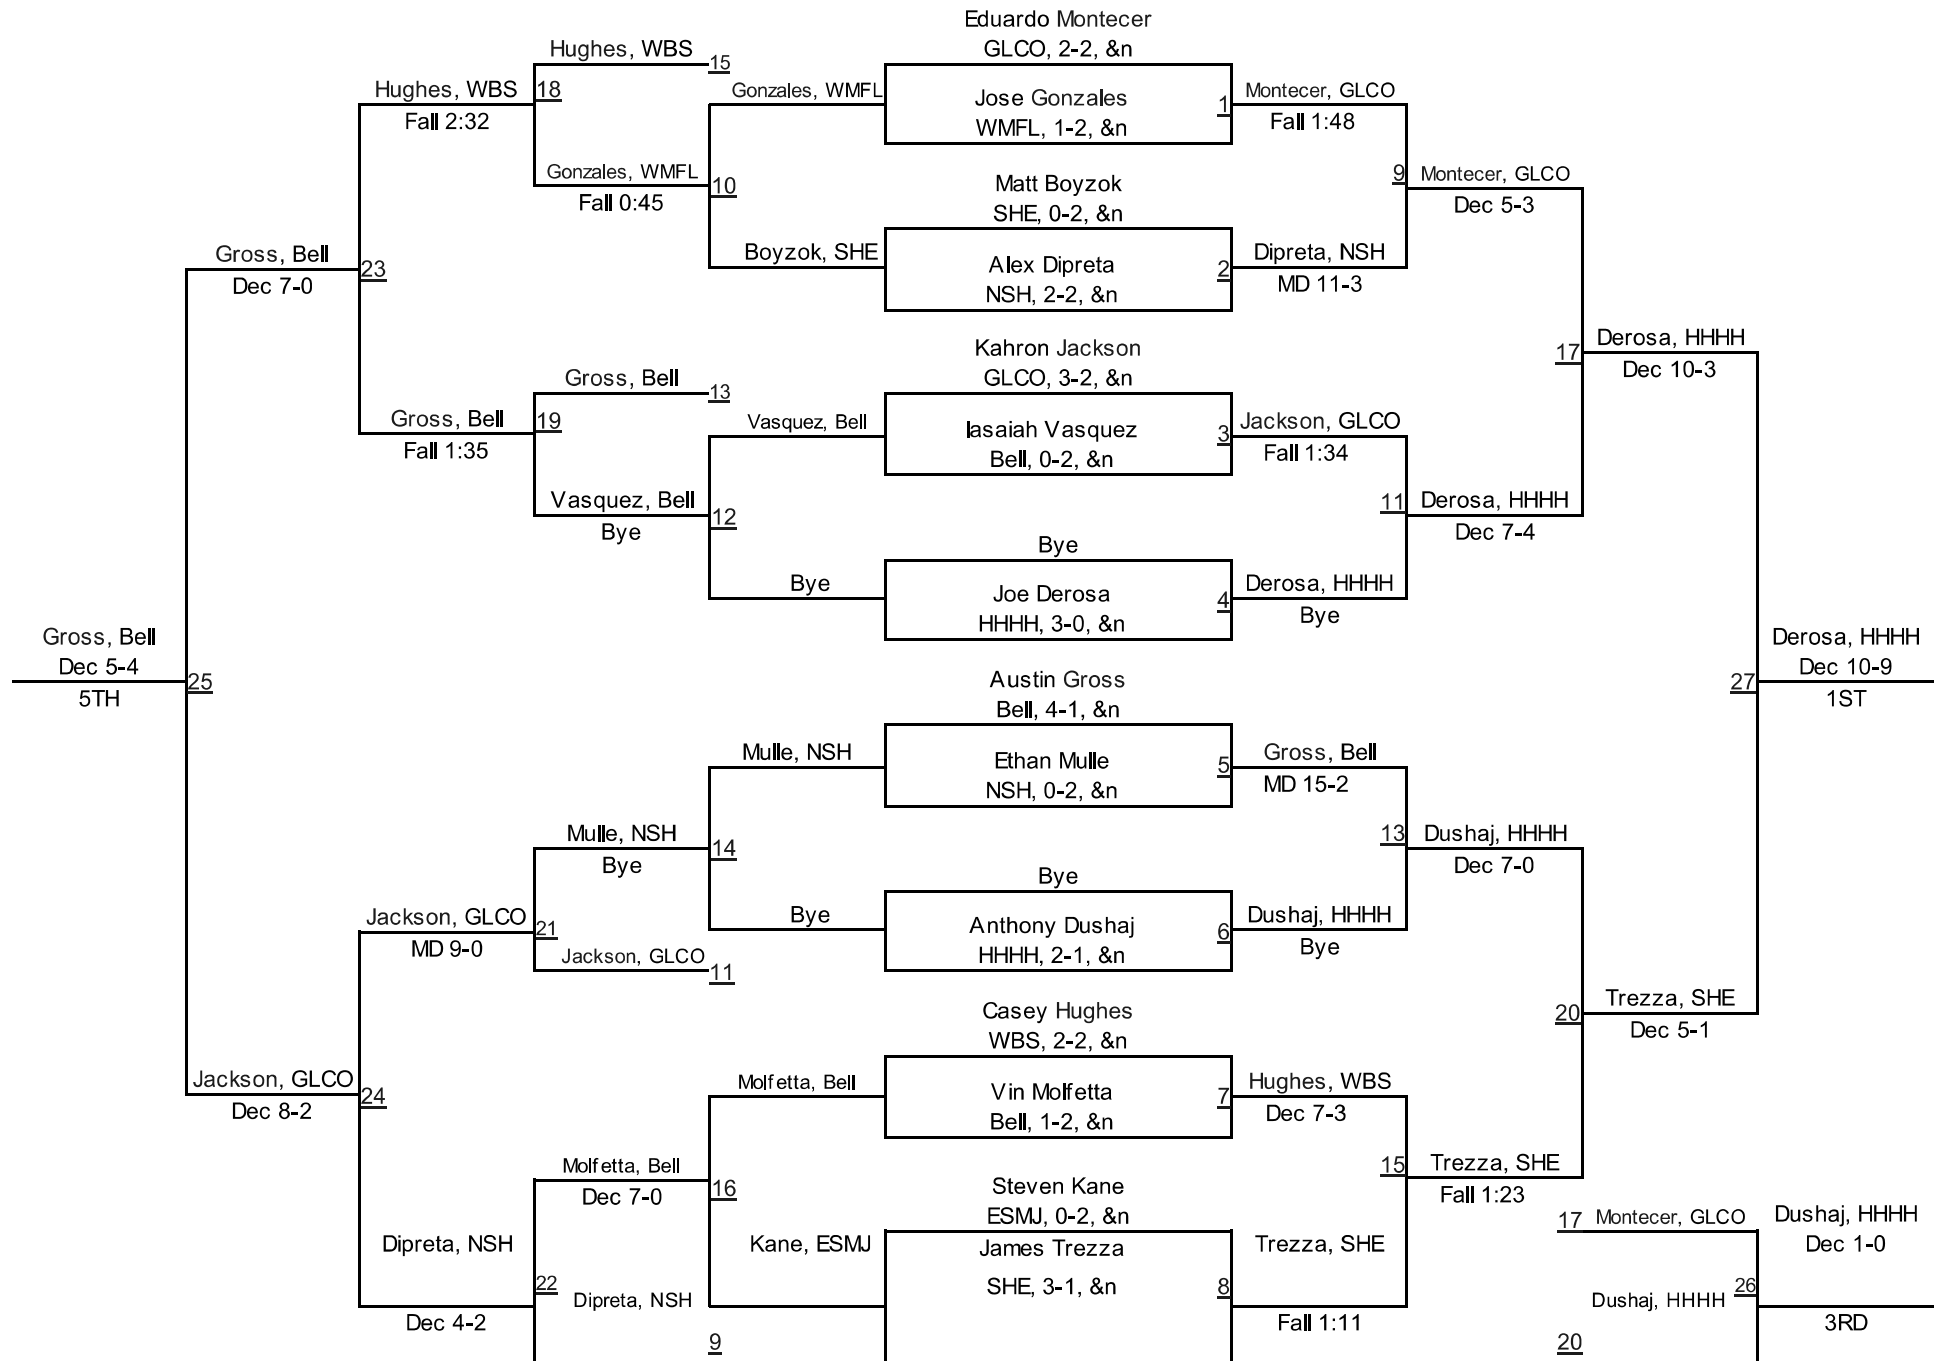 Eduardo Montecer
Hughes, WBS
GLCO, 2-2, &n
15
Hughes, WBS
18
Gonzales, WMFL
Jose Gonzales
1
Montecer, GLCO
Fall 2:32
WMFL, 1-2, &n
Fall 1:48
Gonzales, WMFL
10
Matt Boyzok
9
Montecer, GLCO
Fall 0:45
SHE, 0-2, &n
Dec 5-3
Gross, Bell
23
Boyzok, SHE
Alex Dipreta
2
Dipreta, NSH
Dec 7-0
NSH, 2-2, &n
MD 11-3
Kahron Jackson
17
Derosa, HHHH
Gross, Bell
13
GLCO, 3-2, &n
Dec 10-3
Gross, Bell
19
Vasquez, Bell
Iasaiah Vasquez
3
Jackson, GLCO
Fall 1:35
Bell, 0-2, &n
Fall 1:34
Vasquez, Bell
12
11
Derosa, HHHH
Bye
Dec 7-4
Bye
Bye
Joe Derosa
4
Derosa, HHHH
HHHH, 3-0, &n
Bye
Gross, Bell
Derosa, HHHH
Dec 5-4
25
Austin Gross
27
Dec 10-9
5TH
Bell, 4-1, &n
1ST
Mulle, NSH
Ethan Mulle
5
Gross, Bell
NSH, 0-2, &n
MD 15-2
Mulle, NSH
14
13
Dushaj, HHHH
Bye
Bye
Dec 7-0
Jackson, GLCO
21
Bye
Anthony Dushaj
6
Dushaj, HHHH
MD 9-0
Jackson, GLCO
11
HHHH, 2-1, &n
Bye
Casey Hughes
20
Trezza, SHE
WBS, 2-2, &n
Dec 5-1
Jackson, GLCO
24
Molfetta, Bell
Vin Molfetta
7
Hughes, WBS
Dec 8-2
Bell, 1-2, &n
Dec 7-3
Molfetta, Bell
16
Steven Kane
15
Trezza, SHE
Dec 7-0
ESMJ, 0-2, &n
Fall 1:23
17
Montecer, GLCO
Dushaj, HHHH
Dipreta, NSH
Kane, ESMJ
James Trezza
Trezza, SHE
Dec 1-0
22
Dipreta, NSH
SHE, 3-1, &n
8
Dushaj, HHHH
26
Dec 4-2
9
Fall 1:11
20
3RD